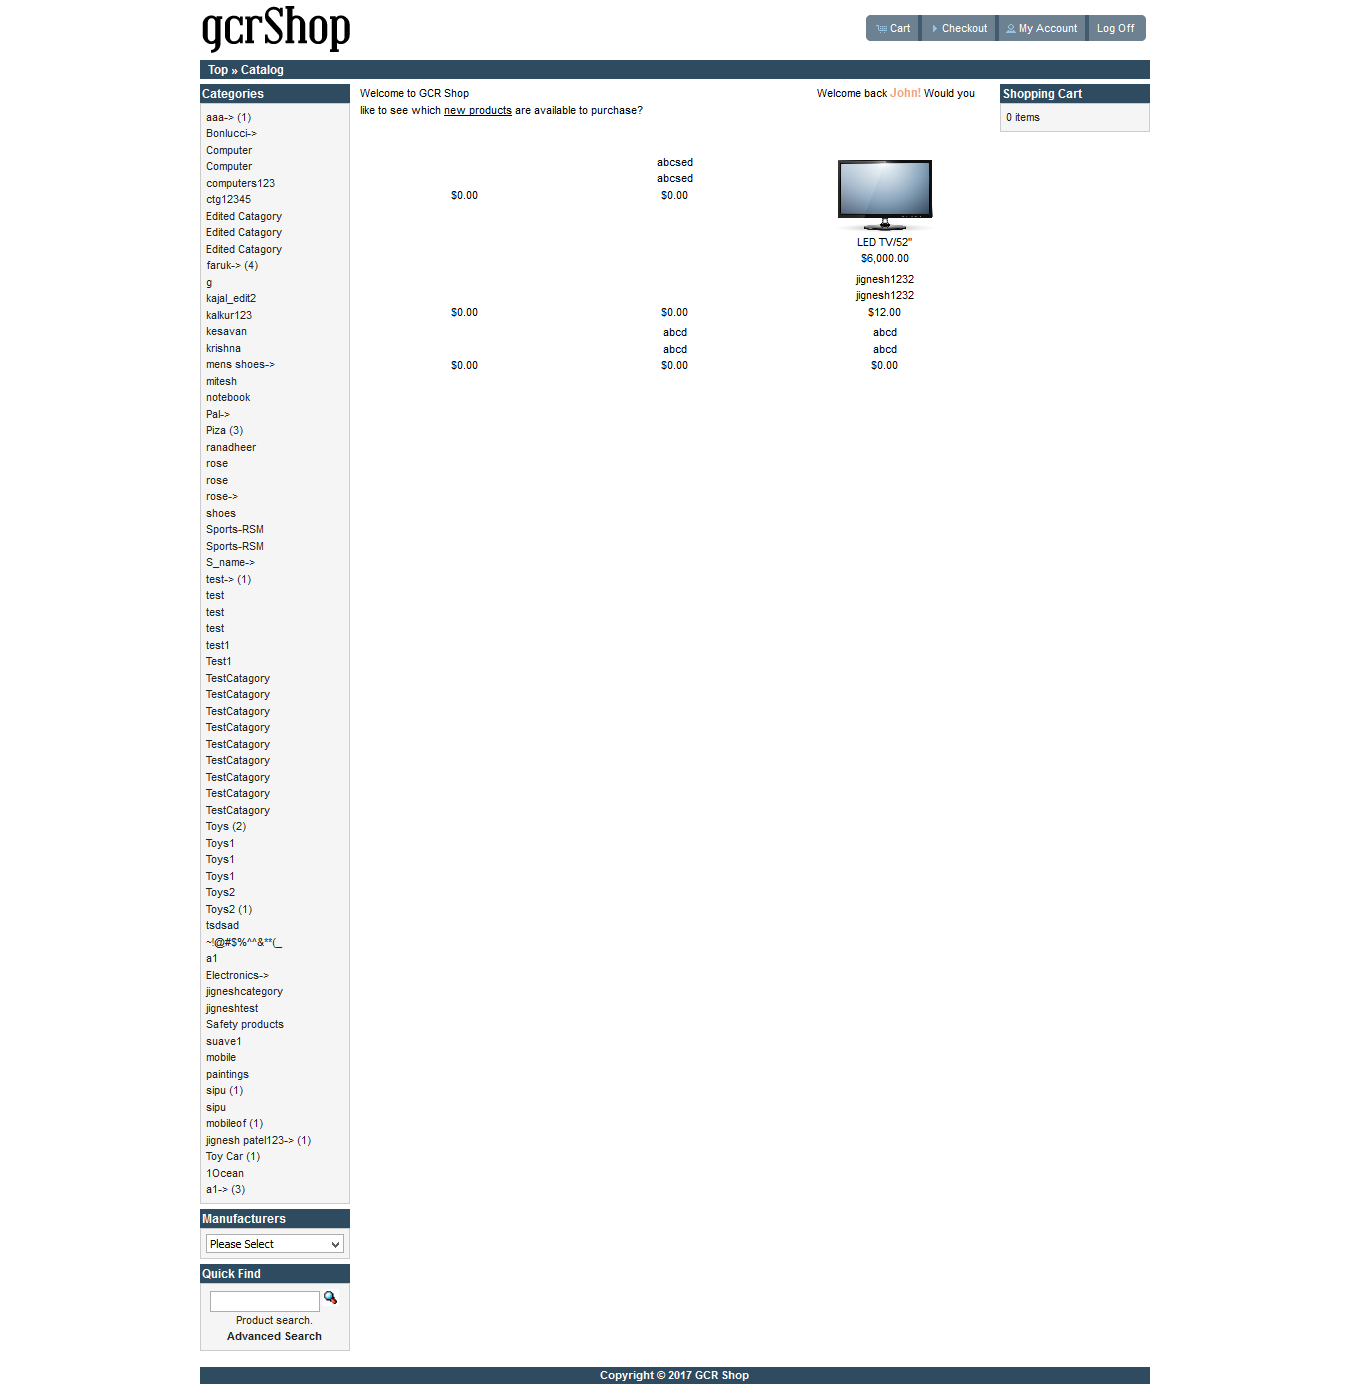 gcrShop
Cart
Checkout
My Account
Log Off
Top » Catalog
Categories
aaa-> (1)
Bonlucci->
Computer
Computer
computers123
ctg12345
Edited Catagory
Edited Catagory
Edited Catagory
faruk-> (4)
g
kajal_edit2
kalkur123
kesavan
krishna
mens shoes->
mitesh
notebook
Pal->
Piza (3)
ranadheer
rose
rose
rose->
shoes
Sports-RSM
Sports-RSM
S_name->
test-> (1)
test
test
test
test1
Test1
TestCatagory
TestCatagory
TestCatagory
TestCatagory
TestCatagory
TestCatagory
TestCatagory
TestCatagory
TestCatagory
Toys (2)
Toys1
Toys1
Toys1
Toys2
Toys2 (1)
tsdsad
~!@#$%^^&**(_
a1
Electronics->
jigneshcategory
jigneshtest
Safety products
suave1
mobile
paintings
sipu (1)
sipu
mobileof (1)
jignesh patel123-> (1)
Toy Car (1)
1Ocean
a1-> (3)
Manufacturers
Please Select
Quick Find
Product search.
Advanced Search
Welcome to GCR Shop
Welcome back John! Would you
like to see which new products are available to purchase?
$0.00
abcsed
abcsed
$0.00
LED TV/52"
$6,000.00
$0.00
$0.00
jignesh1232
jignesh1232
$12.00
$0.00
abcd
abcd
$0.00
abcd
abcd
$0.00
Shopping Cart
0 items
Copyright © 2017 GCR Shop